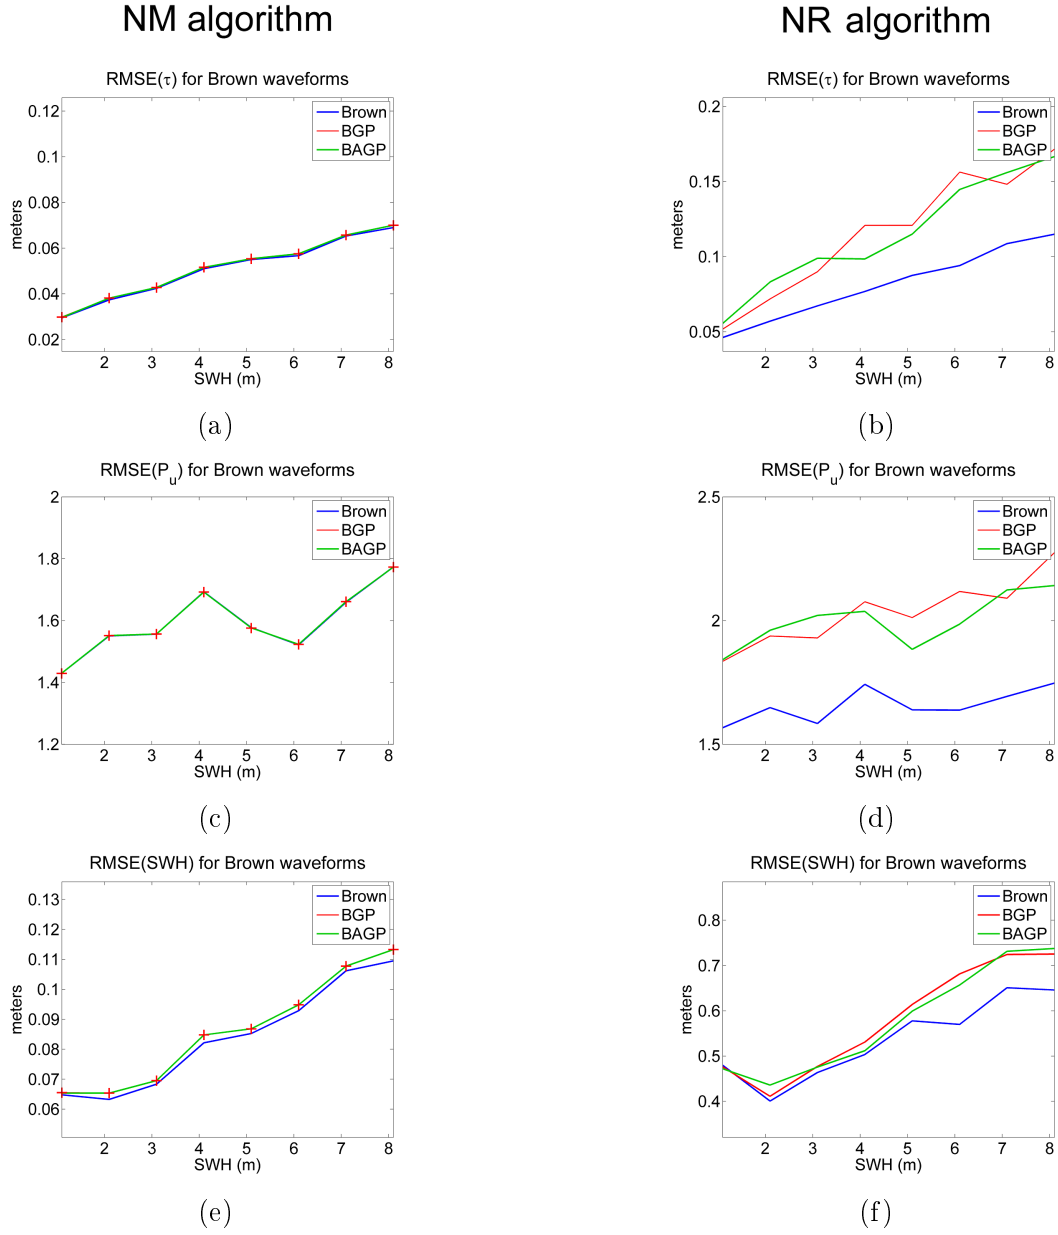 NM algorithm
NR algorithm
RMSE(τ) for Brown waveforms
0.12
0.1
0.08
0.06
0.04
0.02
meters
2 3 4 5 6 7 8
SWH (m)
Brown
BGP
BAGP
(a)
RMSE(τ) for Brown waveforms
0.2
0.15
0.1
0.05
meters
2 3 4 5 6 7 8
SWH (m)
Brown
BGP
BAGP
(b)
RMSE(P_u) for Brown waveforms
2
1.8
1.6
1.4
1.2
2 3 4 5 6 7 8
SWH (m)
Brown
BGP
BAGP
(c)
RMSE(P_u) for Brown waveforms
2.5
2
1.5
2 3 4 5 6 7 8
SWH (m)
Brown
BGP
BAGP
(d)
RMSE(SWH) for Brown waveforms
0.13
0.12
0.11
0.1
0.09
0.08
0.07
0.06
meters
2 3 4 5 6 7 8
SWH (m)
Brown
BGP
BAGP
(e)
RMSE(SWH) for Brown waveforms
0.8
0.7
0.6
0.5
0.4
meters
2 3 4 5 6 7 8
SWH (m)
Brown
BGP
BAGP
(f)